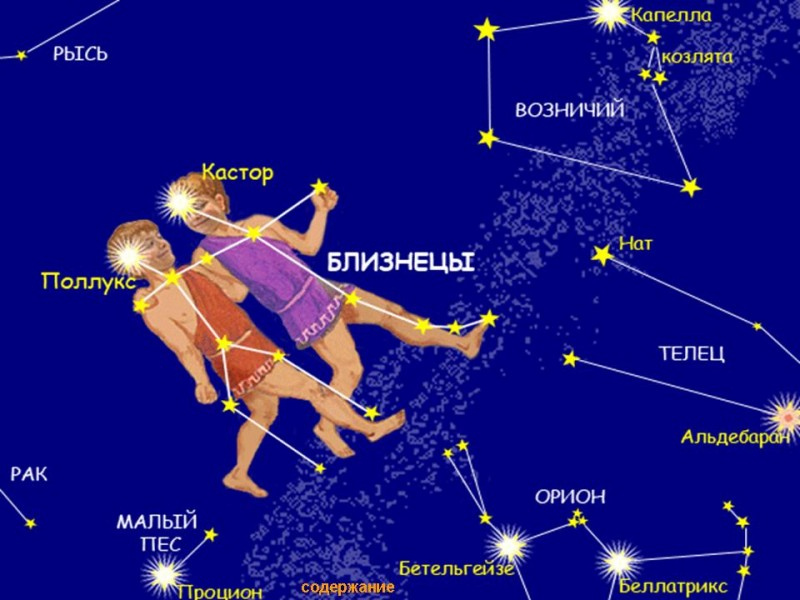 Капелла
РЫСЬ
козлята
ВОЗНИЧИЙ
Кастор
Нат
БЛИЗНЕЦЫ
Поллукс
ТЕЛЕЦ
Альдебаран
РАК
ОРИОН
МАЛЫЙ
ПЕС
Бетельгейзе
Беллатрикс
Процион
содержание